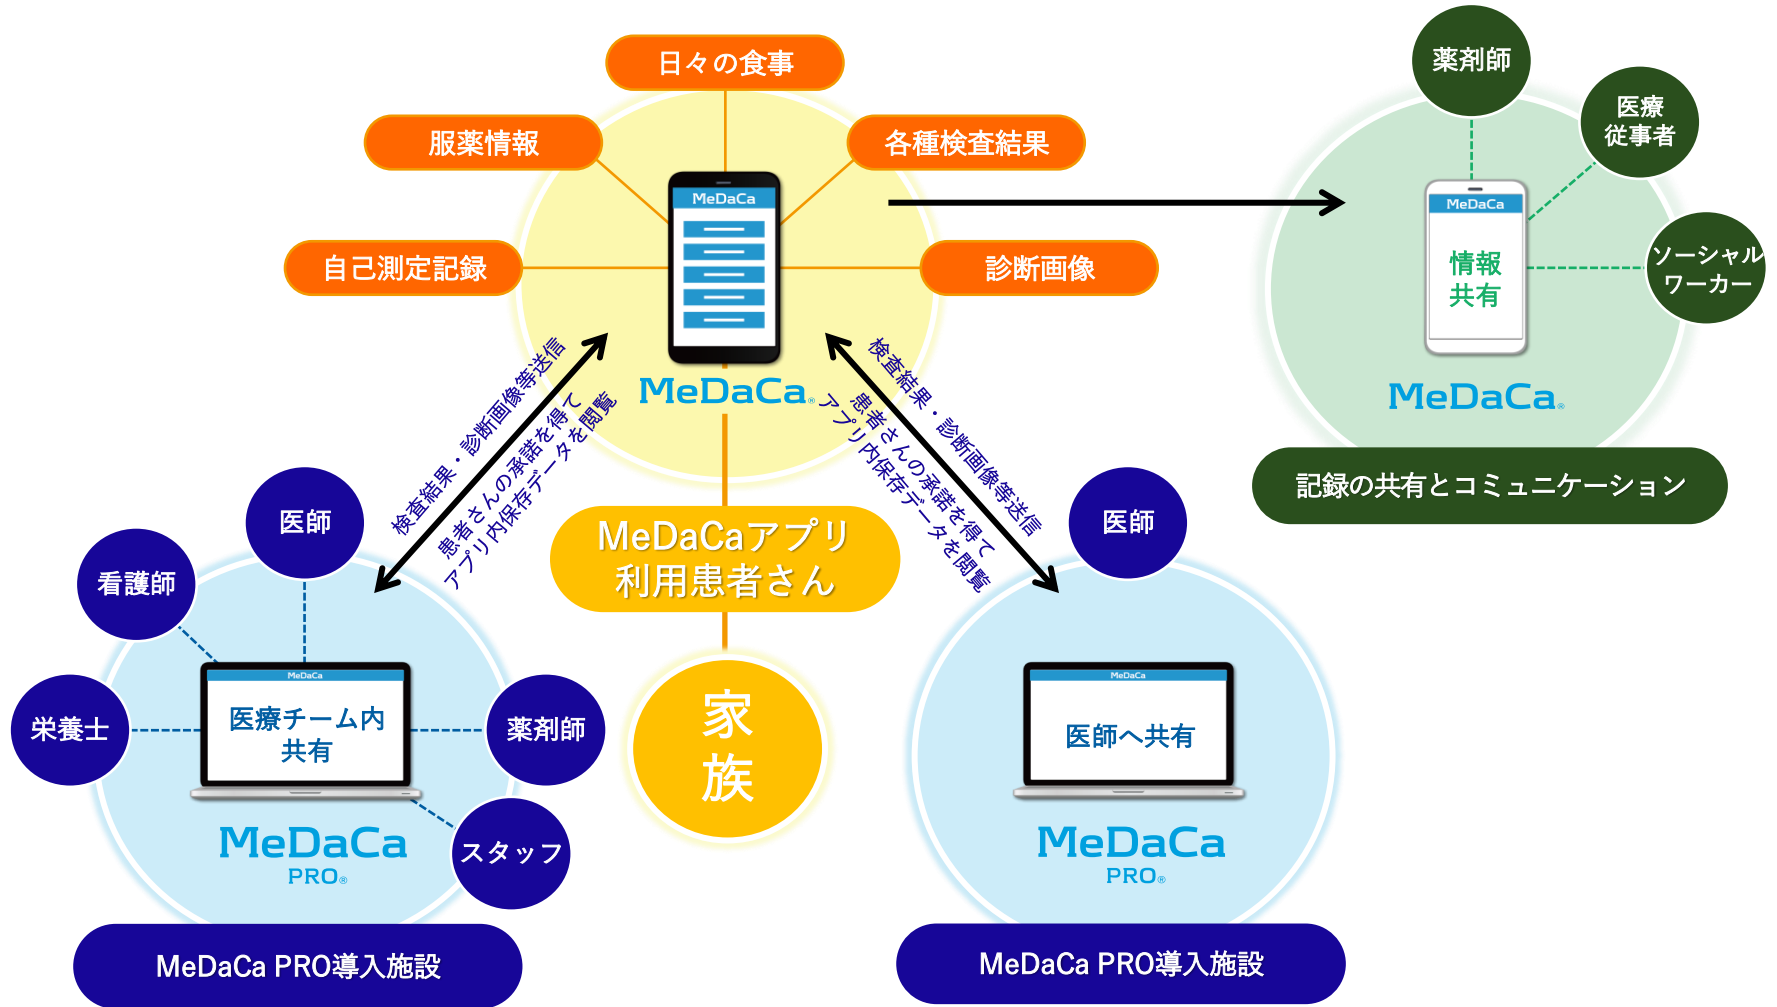 日々の食事
服薬情報
各種検査結果
自己測定記録
診断画像
MeDaCa
MeDaCa®
検査結果・診断画像等送信
患者さんの承諾を得て
アプリ内保存データを閲覧
検査結果・診断画像等送信
患者さんの承諾を得て
アプリ内保存データを閲覧
MeDaCaアプリ
利用患者さん
家
族
薬剤師
医療
従事者
ソーシャル
ワーカー
MeDaCa
情報
共有
MeDaCa®
記録の共有とコミュニケーション
医師
看護師
栄養士
薬剤師
スタッフ
MeDaCa
医療チーム内
共有
MeDaCa
PRO®
MeDaCa PRO導入施設
医師
MeDaCa
医師へ共有
MeDaCa
PRO®
MeDaCa PRO導入施設